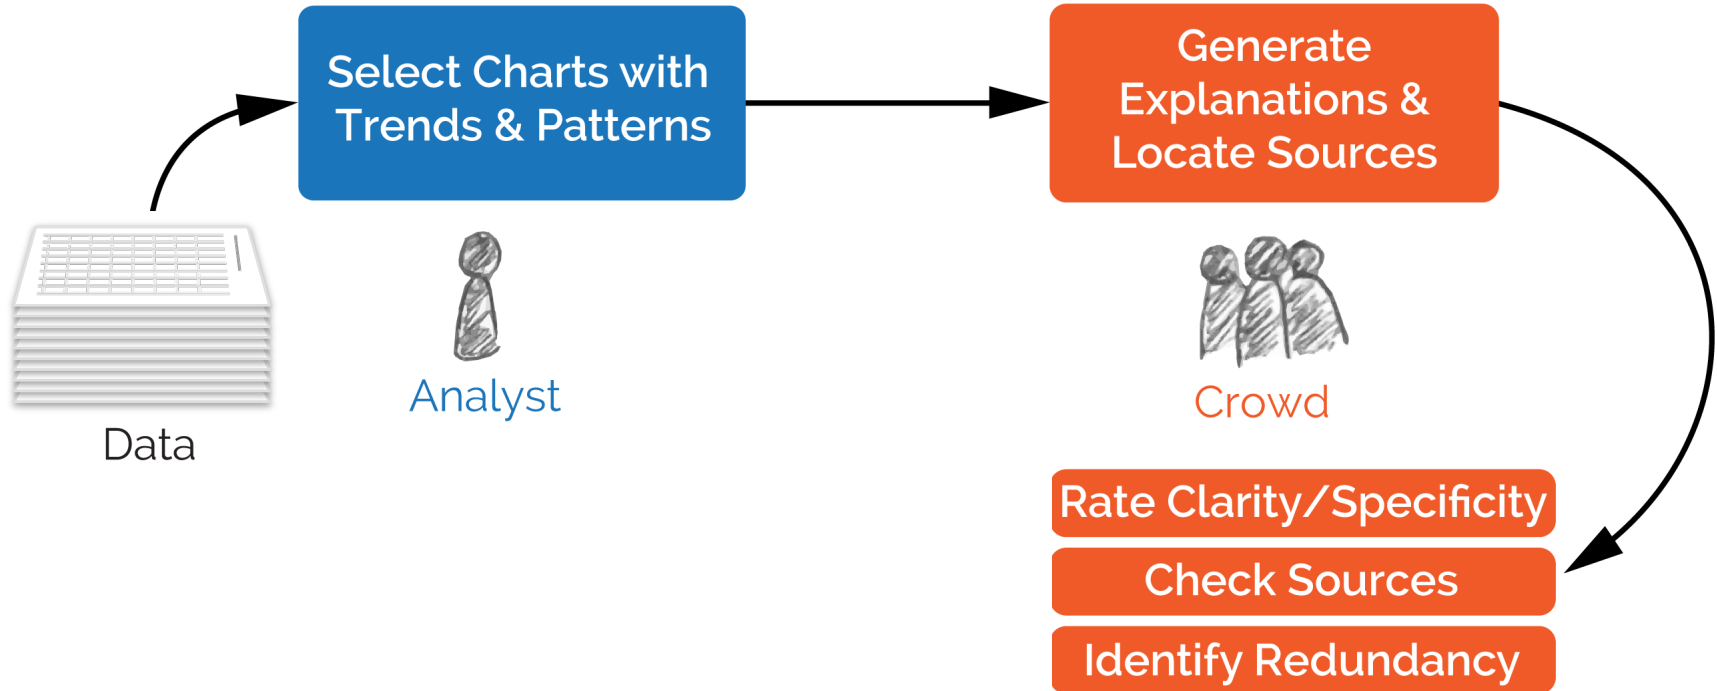 Select Charts with
Trends & Patterns
Generate
Explanations &
Locate Sources
Data
Analyst
Crowd
Rate Clarity/Specificity
Check Sources
Identify Redundancy